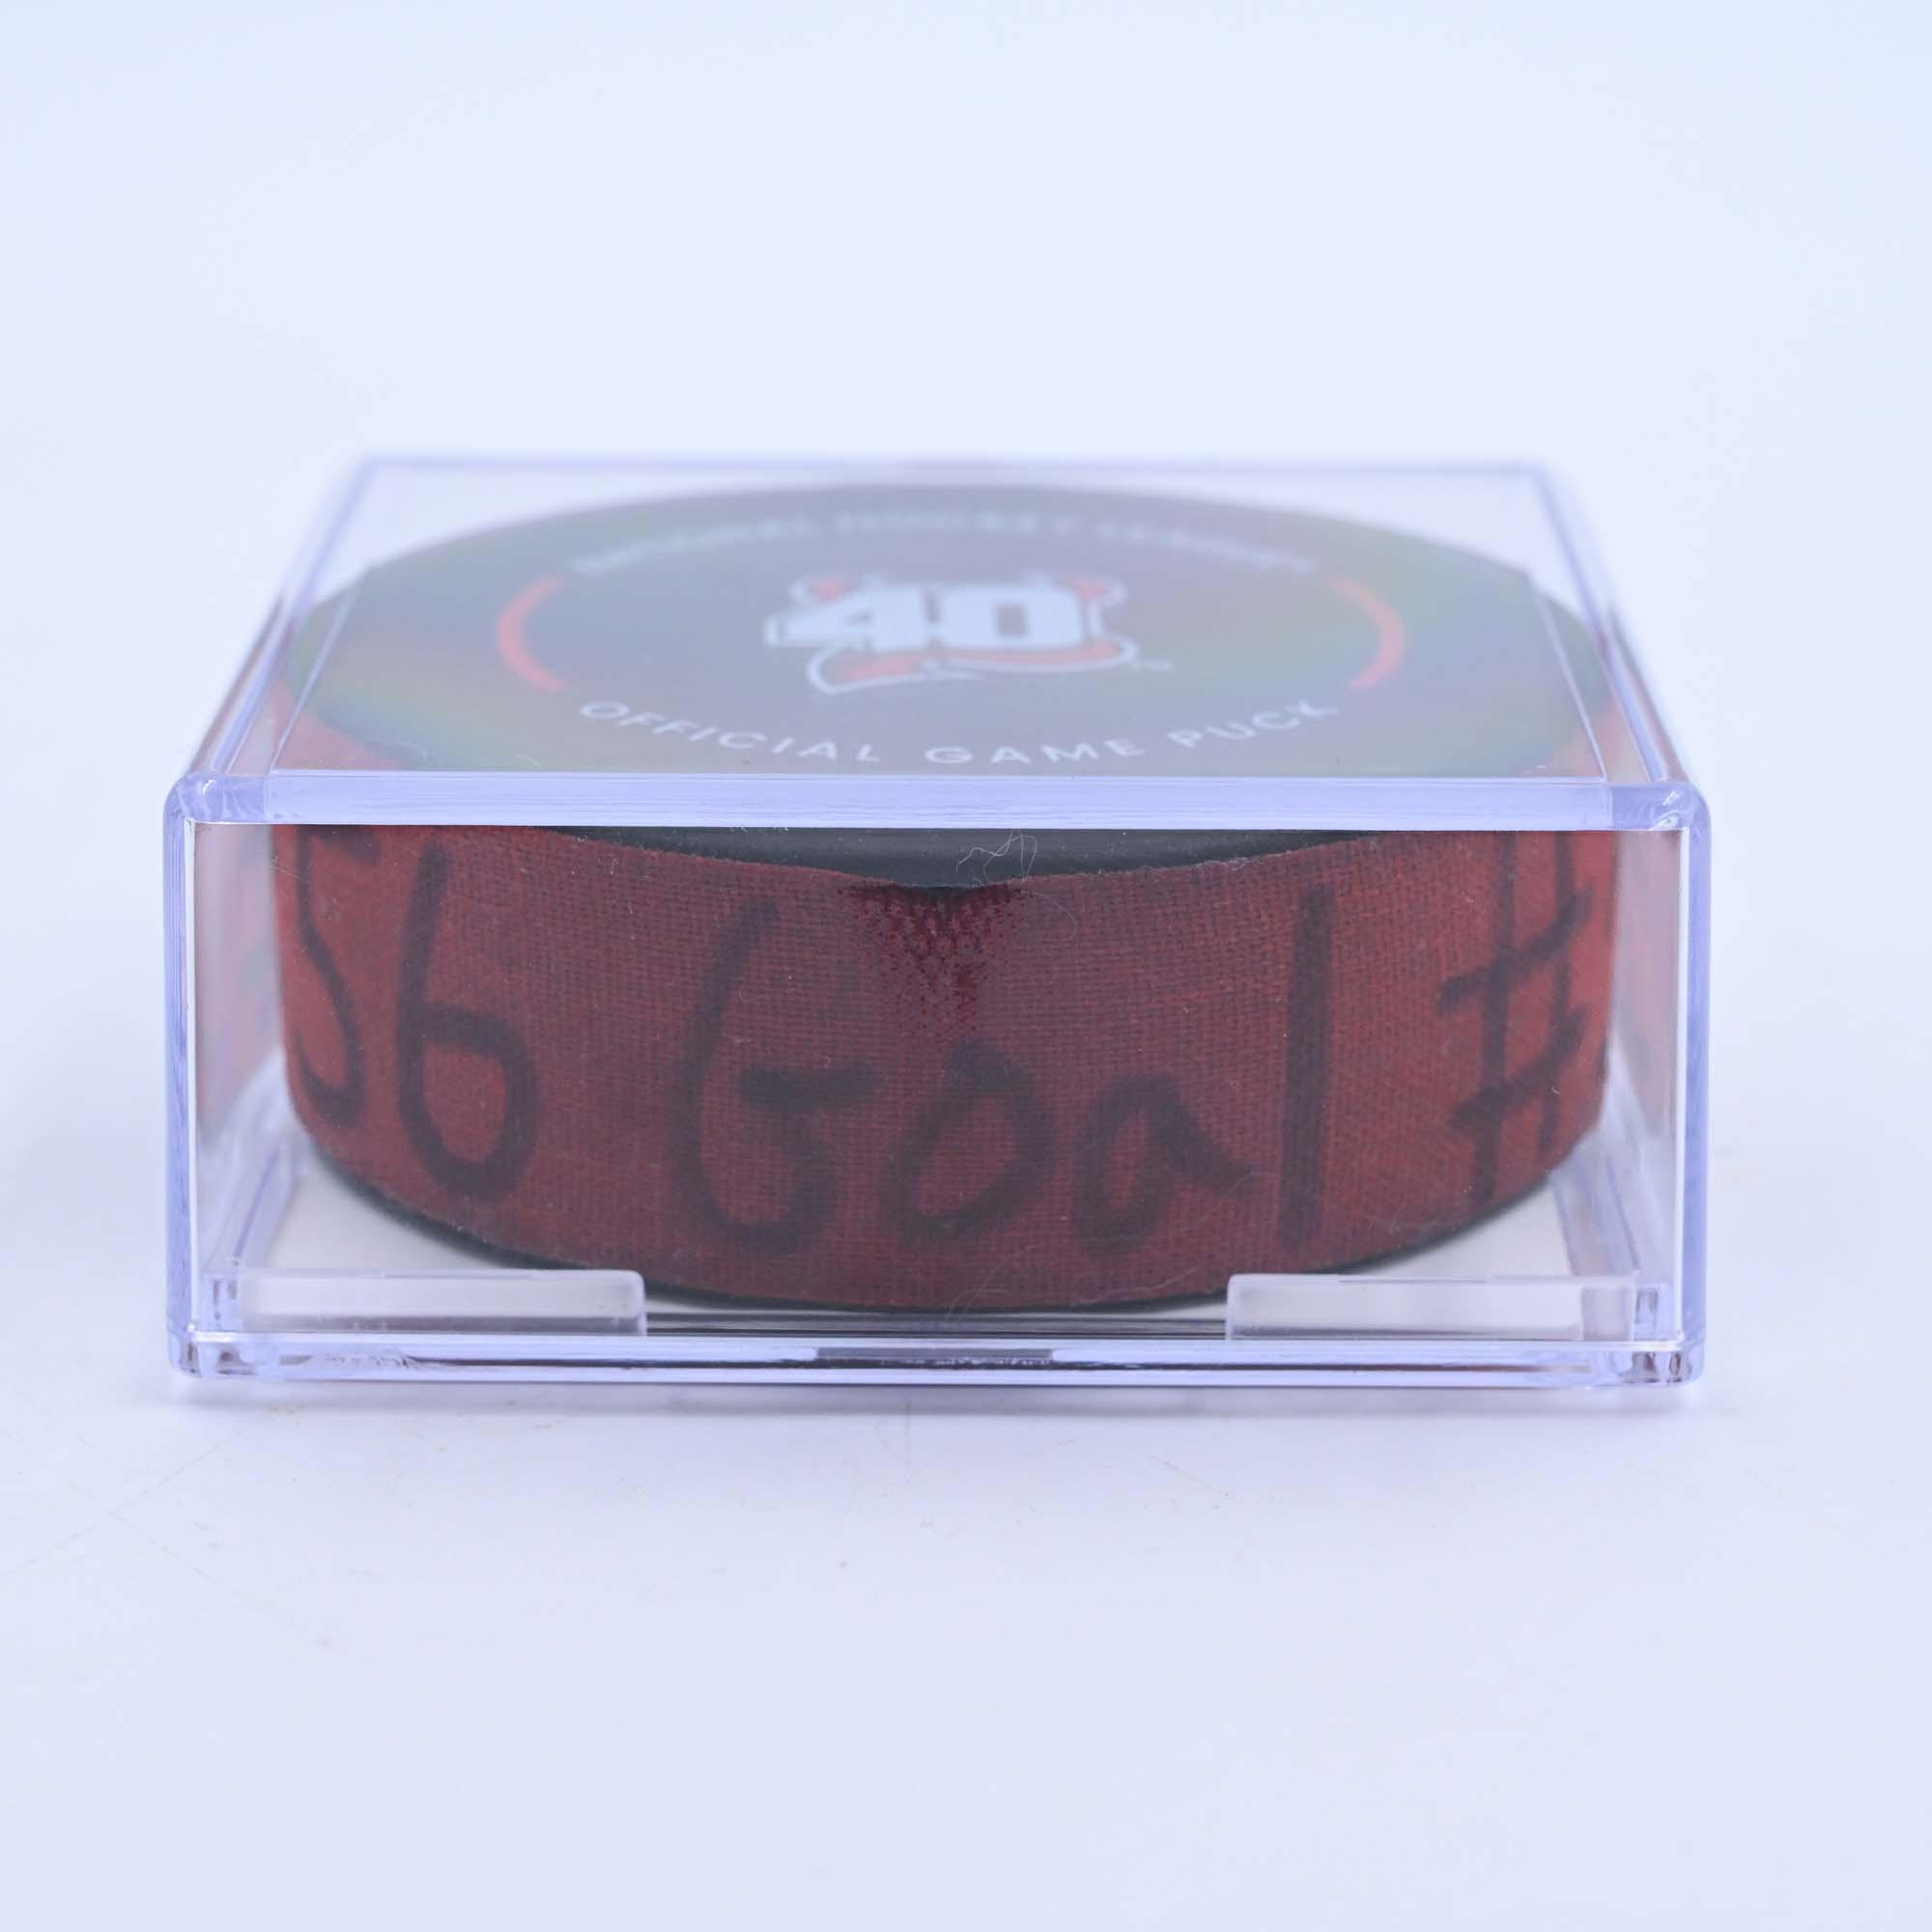 NATIONAL HOCKEY LEAGUE
40
OFFICIAL GAME PUCK
56 Goal #